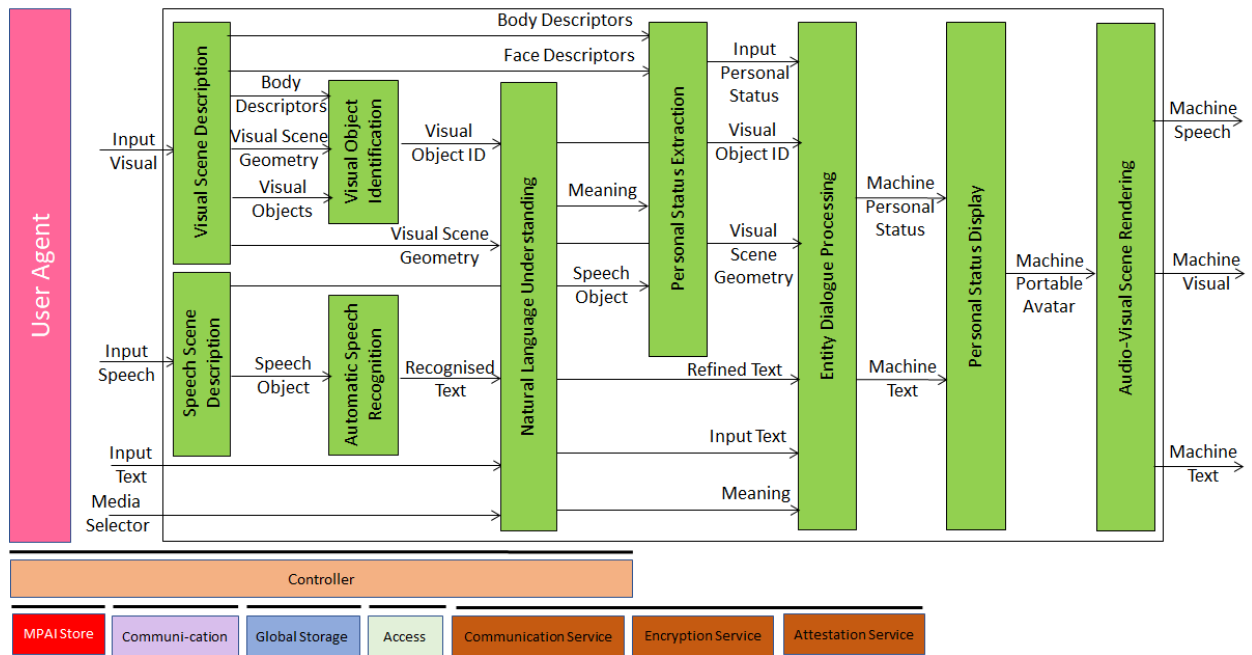 Body Descriptors
Face Descriptors
Input
Personal
Status
Body
Descriptors
Visual Scene
Geometry
Visual
Objects
Visual
Object ID
Visual
Object ID
Input
Visual
Machine
Speech
Meaning
Machine
Personal
Status
Visual Scene
Geometry
Visual
Scene
Geometry
Speech
Object
Machine
Portable
Avatar
Machine
Visual
Input
Speech
Speech
Object
Recognised
Text
Refined Text
Machine
Text
Input
Text
Input Text
Machine
Text
Media
Selector
Meaning
User Agent
Visual Scene Description
Speech Scene
Description
Visual Object
Identification
Automatic Speech
Recognition
Natural Language Understanding
Personal Status Extraction
Entity Dialogue Processing
Personal Status Display
Audio-Visual Scene Rendering
Controller
MPAI Store
Communi-cation
Global Storage
Access
Communication Service
Encryption Service
Attestation Service